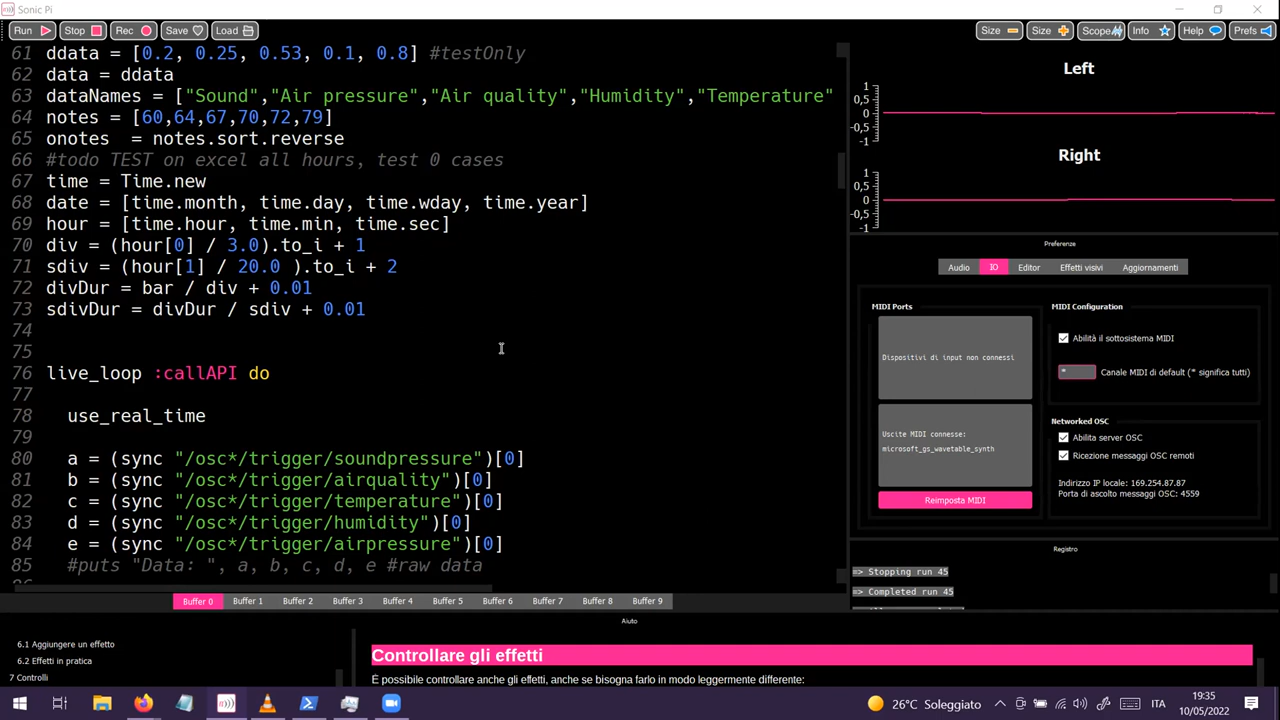 Sonic Pi
Run Stop Rec Save Load Size Size Scope Info Help Prefs
61 ddata = [0.2, 0.25, 0.53, 0.1, 0.8] #testOnly
62 data = ddata
63 dataNames = ["Sound","Air pressure","Air quality","Humidity","Temperature"
64 notes = [60,64,67,70,72,79]
65 onotes  = notes.sort.reverse
66 #todo TEST on excel all hours, test 0 cases
67 time = Time.new
68 date = [time.month, time.day, time.wday, time.year]
69 hour = [time.hour, time.min, time.sec]
70 div = (hour[0] / 3.0).to_i + 1
71 sdiv = (hour[1] / 20.0 ).to_i + 2
72 divDur = bar / div + 0.01
73 sdivDur = divDur / sdiv + 0.01
74
75
76 live_loop :callAPI do
77
78 use_real_time
79
80 a = (sync "/osc*/trigger/soundpressure")[0]
81 b = (sync "/osc*/trigger/airquality")[0]
82 c = (sync "/osc*/trigger/temperature")[0]
83 d = (sync "/osc*/trigger/humidity")[0]
84 e = (sync "/osc*/trigger/airpressure")[0]
85 #puts "Data: ", a, b, c, d, e #raw data
Buffer 0 Buffer 1 Buffer 2 Buffer 3 Buffer 4 Buffer 5 Buffer 6 Buffer 7 Buffer 8 Buffer 9
Left
1
0,5
0
-0,5
-1
Right
1
0,5
0
-0,5
-1
Preferenze
Audio IO Editor Effetti visivi Aggiornamenti
MIDI Ports
Dispositivi di input non connessi
Uscite MIDI connesse:
microsoft_gs_wavetable_synth
Reimposta MIDI
MIDI Configuration
Abilità il sottosistema MIDI
* Canale MIDI di default (* significa tutti)
Networked OSC
Abilita server OSC
Ricezione messaggi OSC remoti
Indirizzo IP locale: 169.254.87.87
Porta di ascolto messaggi OSC: 4559
Registro
=> Stopping run 45
=> Completed run 45
Aiuto
6.1 Aggiungere un effetto
6.2 Effetti in pratica
7 Controlli
Controllare gli effetti
È possibile controllare anche gli effetti, anche se bisogna farlo in modo leggermente differente:
26°C Soleggiato
ITA
19:35
10/05/2022